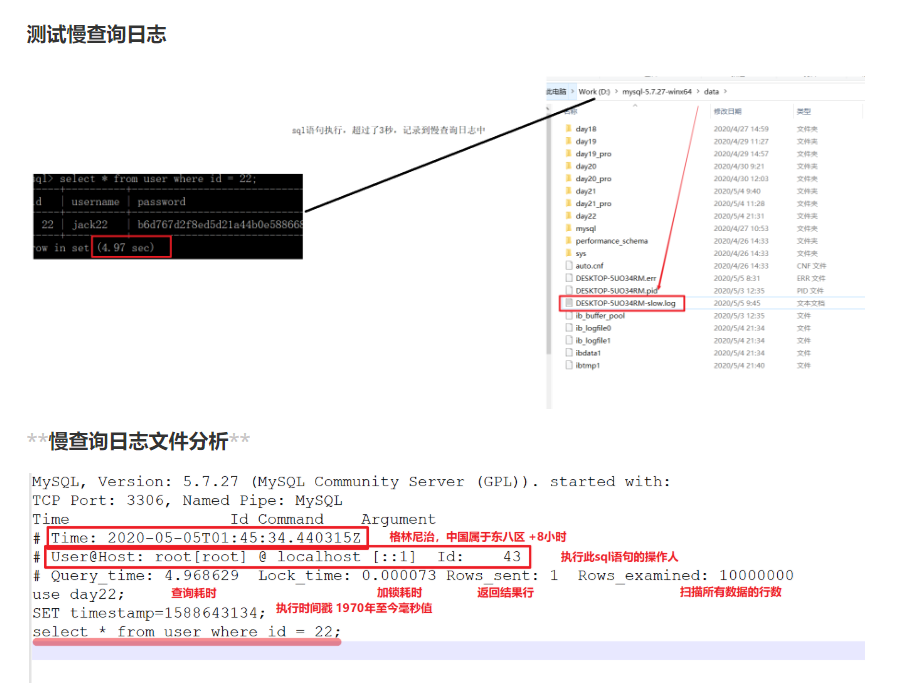 测试慢查询日志
此电脑 > Work (D:) > mysql-5.7.27-winx64 > data >
名称 修改日期 类型
sql语句执行，超过了3秒，记录到慢查询日志中
day18 2020/4/27 14:59 文件夹
day19 2020/4/29 11:27 文件夹
day19_pro 2020/4/29 14:57 文件夹
day20 2020/4/30 9:21 文件夹
day20_pro 2020/4/30 12:03 文件夹
day21 2020/5/4 9:40 文件夹
day21_pro 2020/5/4 11:28 文件夹
day22 2020/5/4 21:31 文件夹
mysql 2020/4/27 10:53 文件夹
performance_schema 2020/4/26 14:33 文件夹
sys 2020/4/26 14:33 文件夹
auto.cnf 2020/4/26 14:33 CNF 文件
DESKTOP-5UO34RM.err 2020/5/5 8:31 ERR 文件
DESKTOP-5UO34RM.pid 2020/5/3 12:35 PID 文件
DESKTOP-5UO34RM-slow.log 2020/5/5 9:45 文本文档
ib_buffer_pool 2020/5/3 12:35 文件
ib_logfile0 2020/5/4 21:34 文件
ib_logfile1 2020/5/4 21:34 文件
ibdata1 2020/5/4 21:34 文件
ibtmp1 2020/5/4 21:40 文件
ql> select * from user where id = 22;
d | username | password
22 | jack22 | b6d767d2f8ed5d21a44b0e588668
row in set (4.97 sec)
**慢查询日志文件分析**
MySQL, Version: 5.7.27 (MySQL Community Server (GPL)). started with:
TCP Port: 3306, Named Pipe: MySQL
Time Id Command Argument
# Time: 2020-05-05T01:45:34.440315Z 格林尼治，中国属于东八区 +8小时
# User@Host: root[root] @ localhost [::1] Id: 43 执行此sql语句的操作人
# Query_time: 4.968629 Lock_time: 0.000073 Rows_sent: 1 Rows_examined: 10000000
use day22; 查询耗时 加锁耗时 返回结果行 扫描所有数据的行数
SET timestamp=1588643134; 执行时间戳 1970年至今毫秒值
select * from user where id = 22;